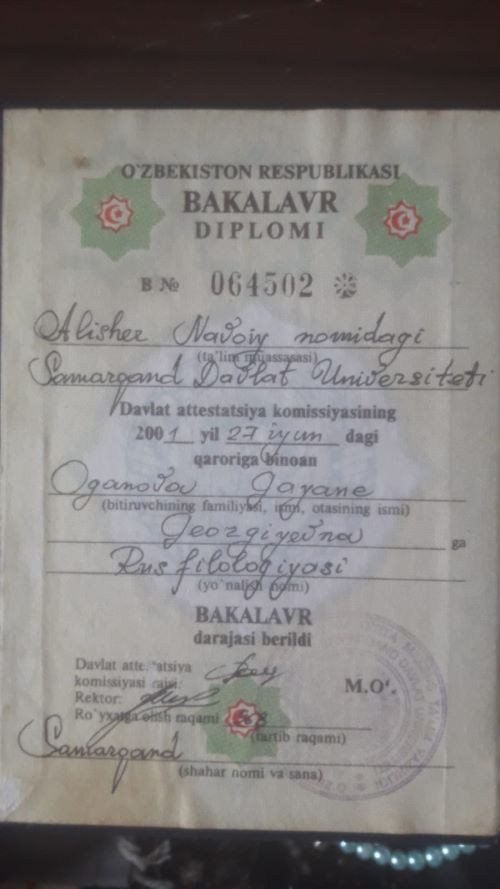 O'ZBEKISTON RESPUBLIKASI
BAKALAVR
DIPLOMI
B № 064502
Alisher Navoiy nomidagi
(ta'lim muassasasi)
Samarqand Davlat Universiteti
Davlat attestatsiya komissiyasining
2001 yil 27 iyun dagi
qaroriga binoan
Oganova Gayane
(bitiruvchining familiyasi, ismi, otasining ismi)
Georgiyevna ga
Rus filologiyasi
(yo`nalish nomi)
BAKALAVR
darajasi berildi
Davlat attestatsiya
komissiyasi raisi:
M.O‘.
Rektor:
Ro`yxatga olish raqami 88
(tartib raqami)
Samarqand
(shahar nomi va sana)